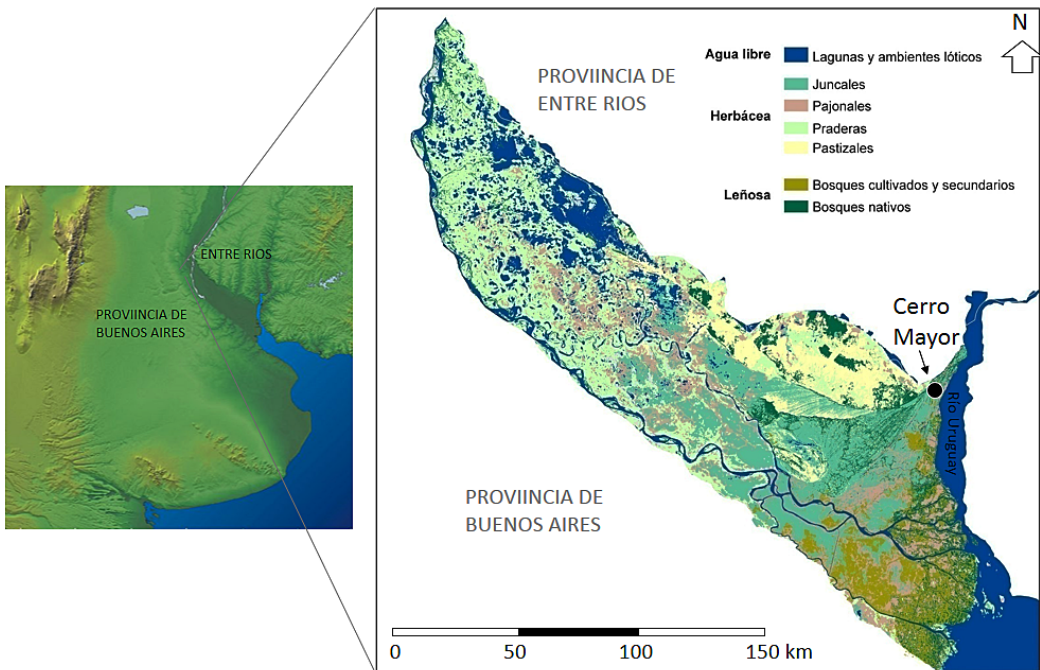 ENTRE RIOS
PROVIINCIA DE
BUENOS AIRES
N
PROVIINCIA DE
ENTRE RIOS
Agua libre
Lagunas y ambientes lóticos
Herbácea
Juncales
Pajonales
Praderas
Pastizales
Leñosa
Bosques cultivados y secundarios
Bosques nativos
Cerro
Mayor
Río Uruguay
PROVIINCIA DE
BUENOS AIRES
0 50 100 150 km